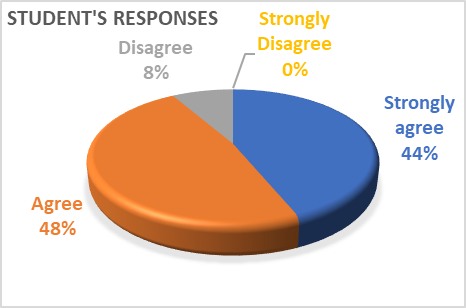 STUDENT'S RESPONSES
Strongly
Disagree
0%
Disagree
8%
Strongly
agree
44%
Agree
48%